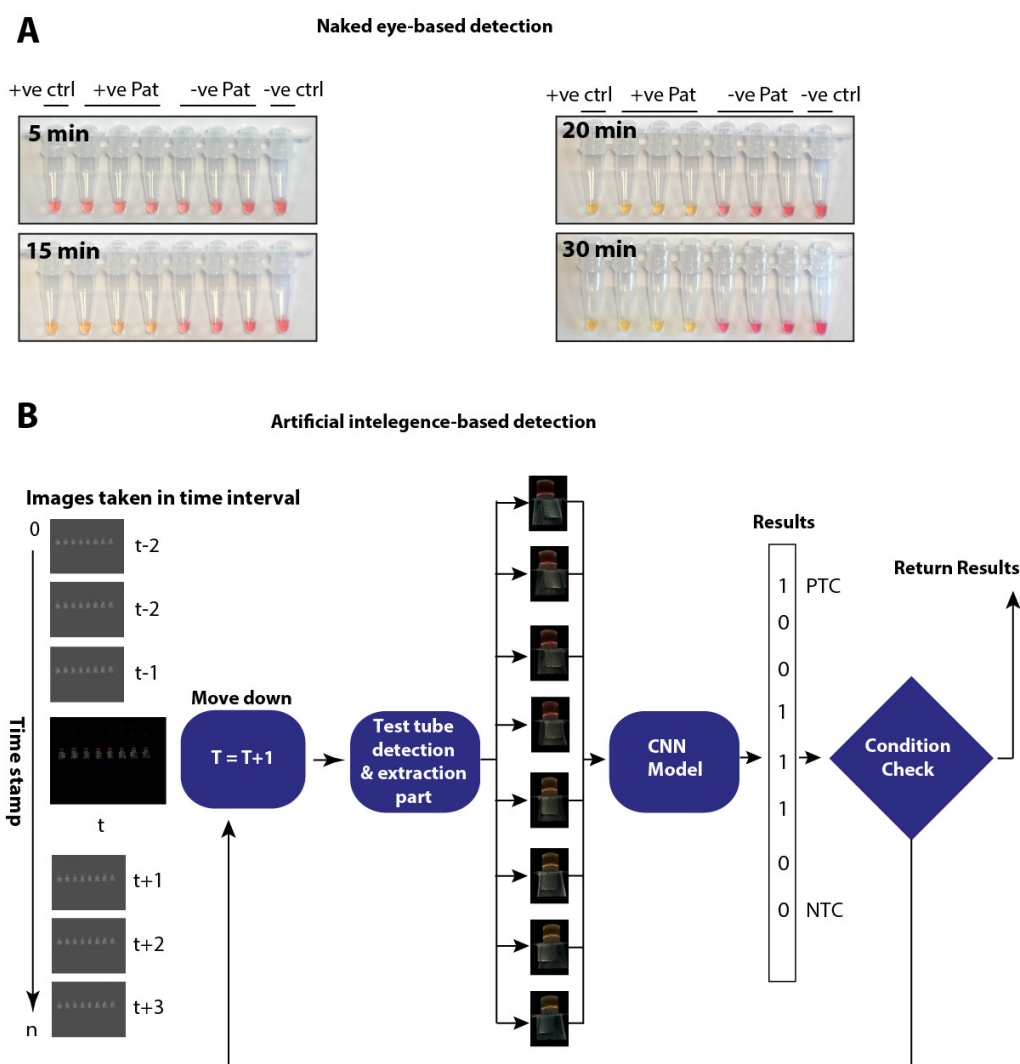 A
Naked eye-based detection
+ve ctrl +ve Pat -ve Pat -ve ctrl
5 min
15 min
+ve ctrl +ve Pat -ve Pat -ve ctrl
20 min
30 min
B
Artificial intelegence-based detection
Images taken in time interval
0
t-2
t-2
t-1
t
t+1
t+2
t+3
n
Time stamp
Move down
T = T+1
Test tube
detection
& extraction
part
CNN
Model
Results
1 PTC
0
0
1
1
1
0
0 NTC
Condition
Check
Return Results